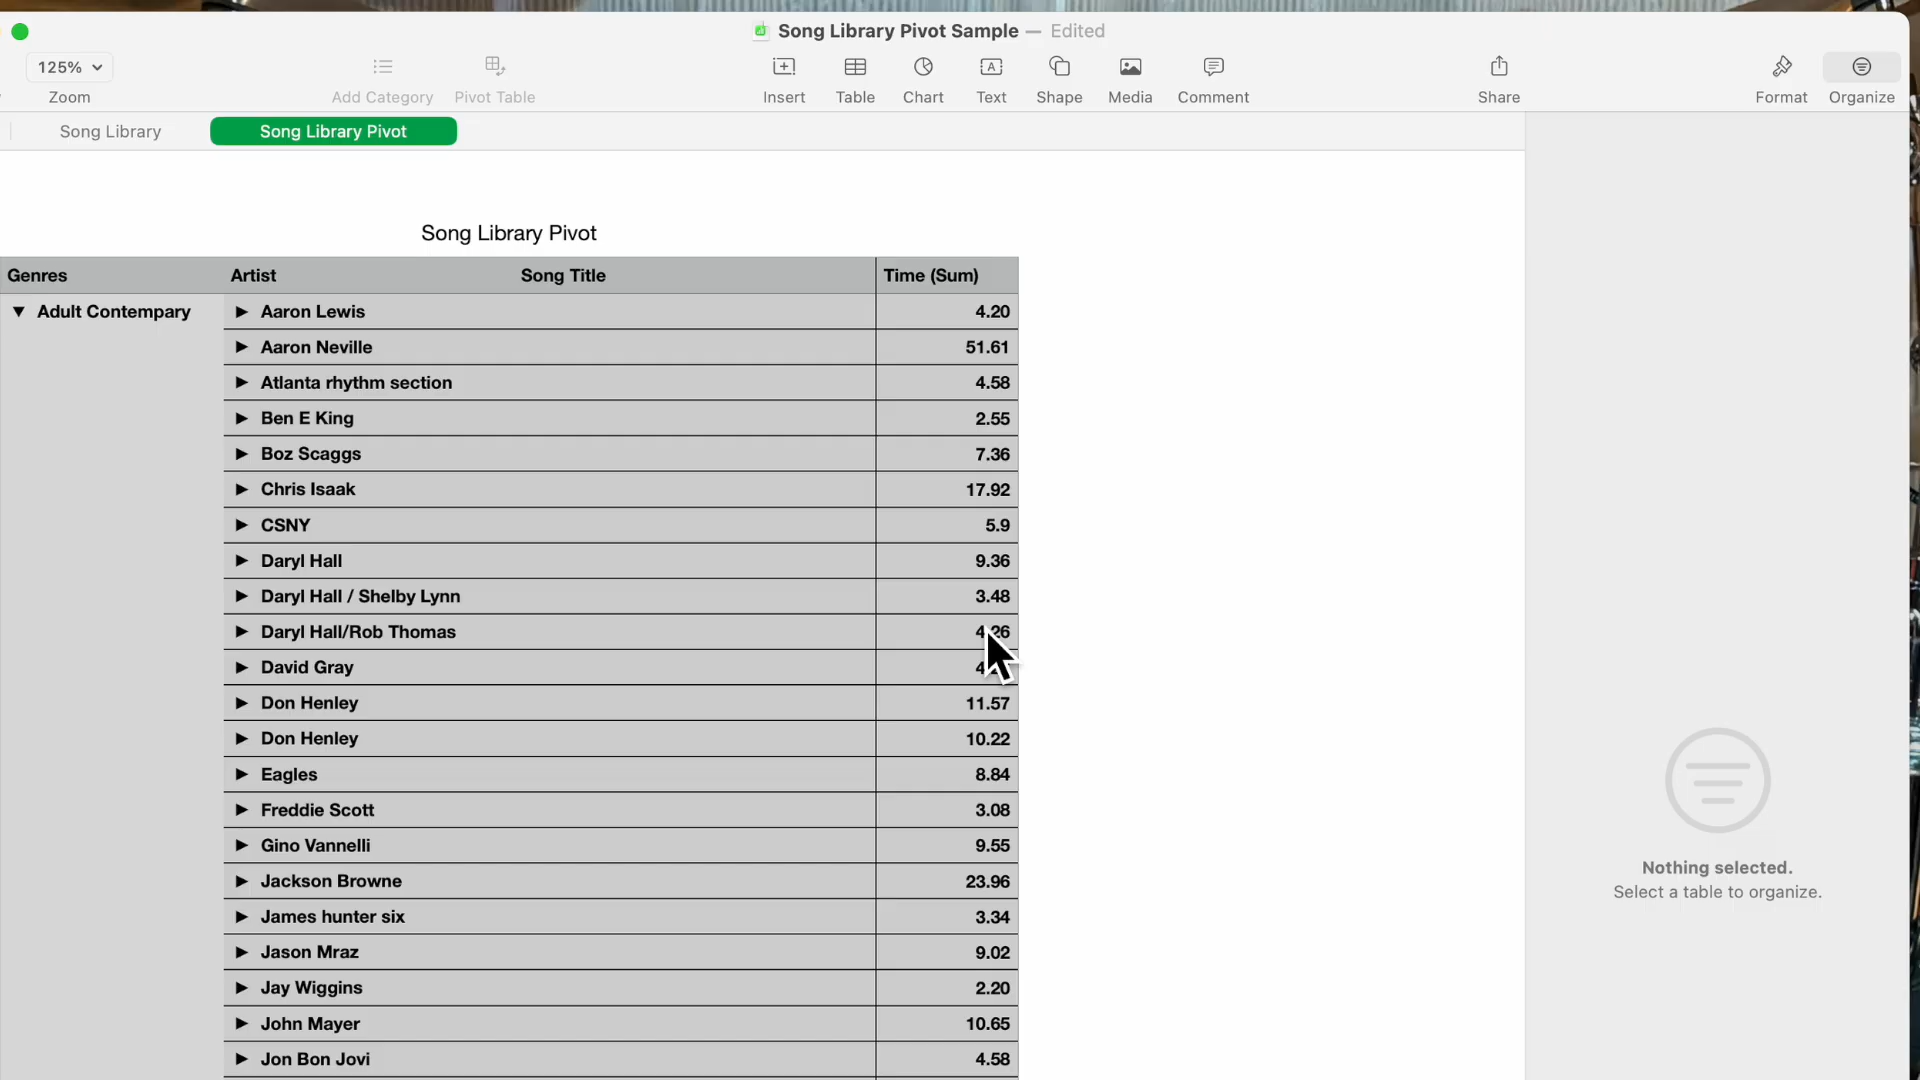 Song Library Pivot Sample — Edited
125%
Zoom
Add Category
Pivot Table
Insert
Table
Chart
Text
Shape
Media
Comment
Share
Format
Organize
Song Library
Song Library Pivot
Song Library Pivot
Genres Artist Song Title Time (Sum)
Adult Contempary Aaron Lewis 4.20
Aaron Neville 51.61
Atlanta rhythm section 4.58
Ben E King 2.55
Boz Scaggs 7.36
Chris Isaak 17.92
CSNY 5.9
Daryl Hall 9.36
Daryl Hall / Shelby Lynn 3.48
Daryl Hall/Rob Thomas 4.26
David Gray
Don Henley 11.57
Don Henley 10.22
Eagles 8.84
Freddie Scott 3.08
Gino Vannelli 9.55
Jackson Browne 23.96
James hunter six 3.34
Jason Mraz 9.02
Jay Wiggins 2.20
John Mayer 10.65
Jon Bon Jovi 4.58
Nothing selected.
Select a table to organize.